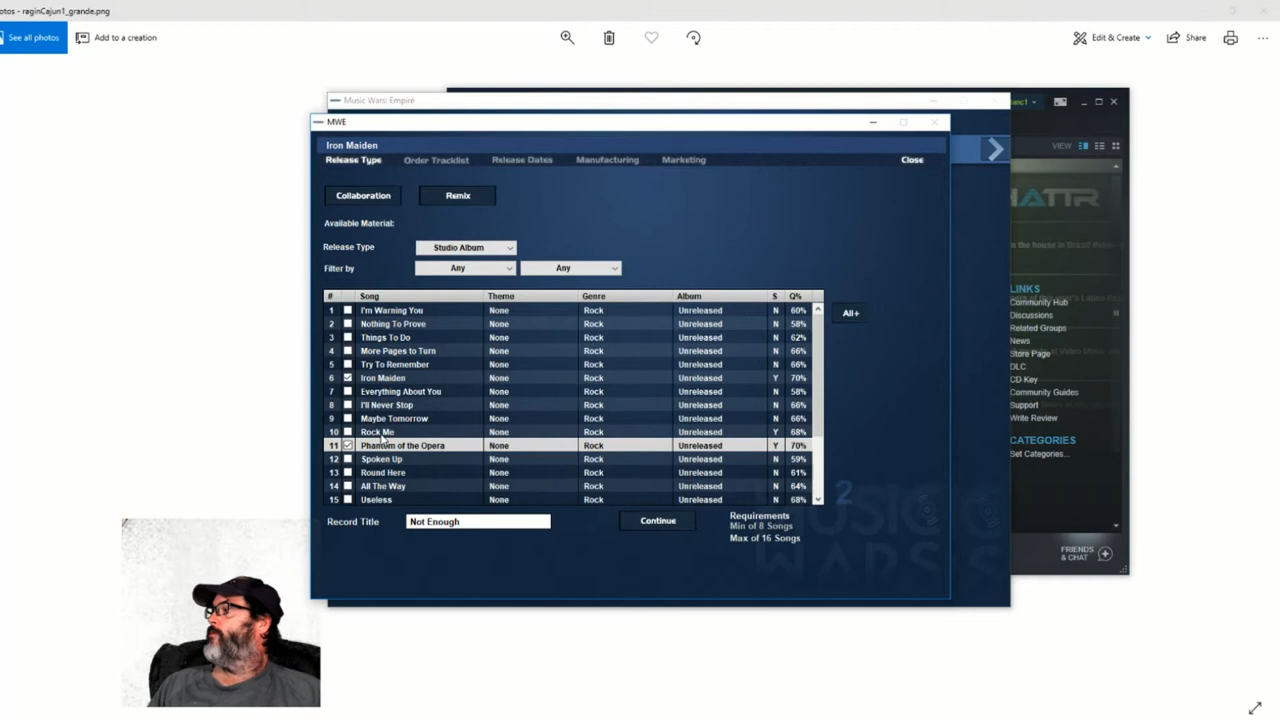 otos - raginCajun1_grande.png
See all photos Add to a creation Edit & Create Share
Music Wars: Empire
MWE
Iron Maiden
Release Type Order Tracklist Release Dates Manufacturing Marketing Close
VIEW
Collaboration Remix
Available Material:
Release Type Studio Album
Filter by Any Any
# Song Theme Genre Album S Q%
1 I'm Warning You None Rock Unreleased N 60%
2 Nothing To Prove None Rock Unreleased N 58%
3 Things To Do None Rock Unreleased N 62%
4 More Pages to Turn None Rock Unreleased N 66%
5 Try To Remember None Rock Unreleased N 66%
6 Iron Maiden None Rock Unreleased Y 70%
7 Everything About You None Rock Unreleased N 58%
8 I'll Never Stop None Rock Unreleased N 66%
9 Maybe Tomorrow None Rock Unreleased N 66%
10 Rock Me None Rock Unreleased Y 68%
11 Phantom of the Opera None Rock Unreleased Y 70%
12 Spoken Up None Rock Unreleased N 59%
13 Round Here None Rock Unreleased N 61%
14 All The Way None Rock Unreleased N 64%
15 Useless None Rock Unreleased N 68%
All+
Record Title Not Enough Continue
Requirements
Min of 8 Songs
Max of 16 Songs
2
MUSIC
WARS
HATTR
the house in Brazil
LINKS
Community Hub
Discussions
Related Groups
News
Store Page
DLC
CD Key
Community Guides
Support
Write Review
CATEGORIES
Set Categories...
FRIENDS
& CHAT